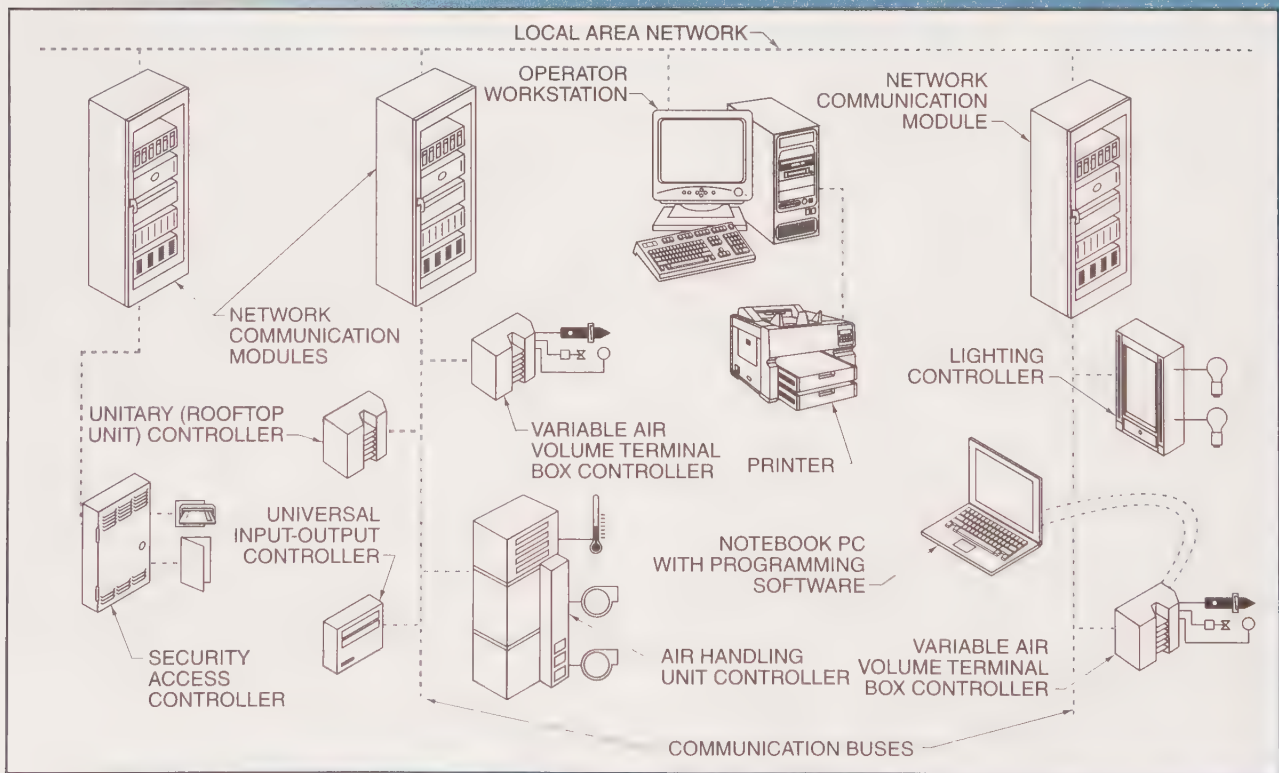 LOCAL AREA NETWORK
OPERATOR
WORKSTATION
NETWORK
COMMUNICATION
MODULE
NETWORK
COMMUNICATION
MODULES
LIGHTING
CONTROLLER
UNITARY (ROOFTOP
UNIT) CONTROLLER
VARIABLE AIR
VOLUME TERMINAL
BOX CONTROLLER
PRINTER
UNIVERSAL
INPUT-OUTPUT
CONTROLLER
NOTEBOOK PC
WITH PROGRAMMING
SOFTWARE
SECURITY
ACCESS
CONTROLLER
AIR HANDLING
UNIT CONTROLLER
VARIABLE AIR
VOLUME TERMINAL
BOX CONTROLLER
COMMUNICATION BUSES